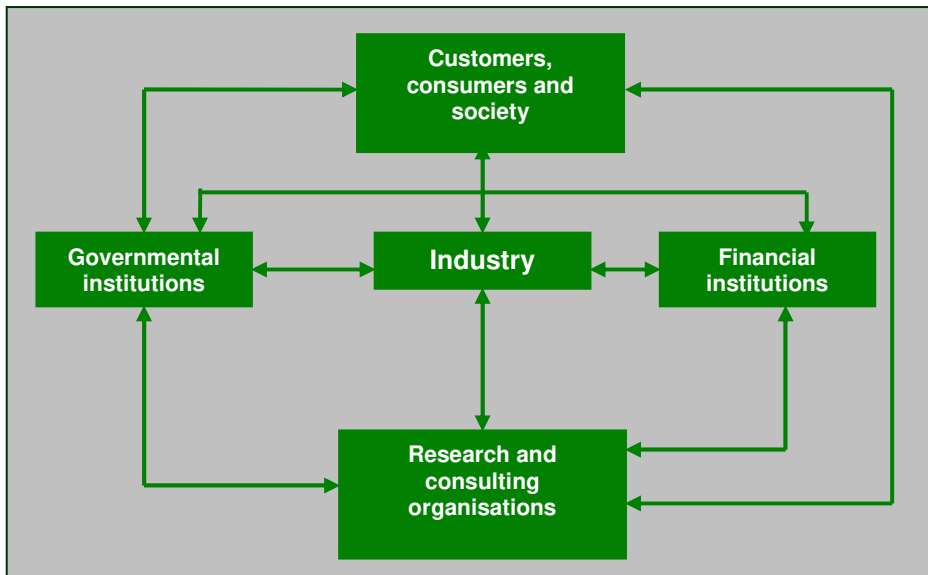 Customers,
consumers and
society
Governmental
institutions
Industry
Financial
institutions
Research and
consulting
organisations